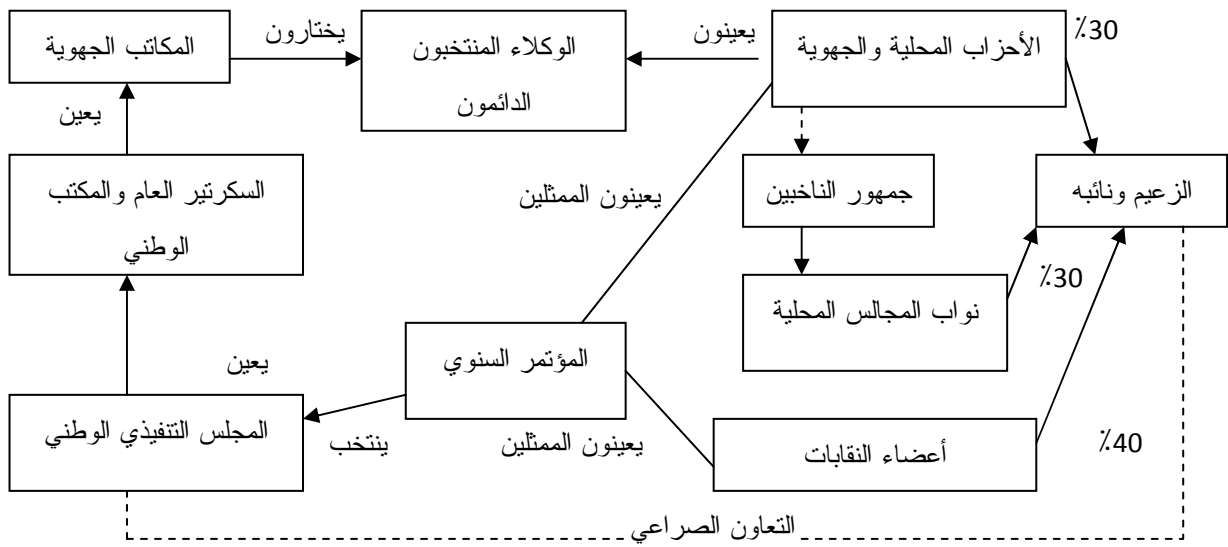 المكاتب الجهوية
يختارون
الوكلاء المنتخبون
الدائمون
يعينون
الأحزاب المحلية والجهوية
٪30
يعين
السكرتير العام والمكتب
الوطني
يعينون الممثلين
جمهور الناخبين
الزعيم ونائبه
نواب المجالس المحلية
٪30
المؤتمر السنوي
يعين
المجلس التنفيذي الوطني
ينتخب
يعينون الممثلين
أعضاء النقابات
٪40
التعاون الصراعي